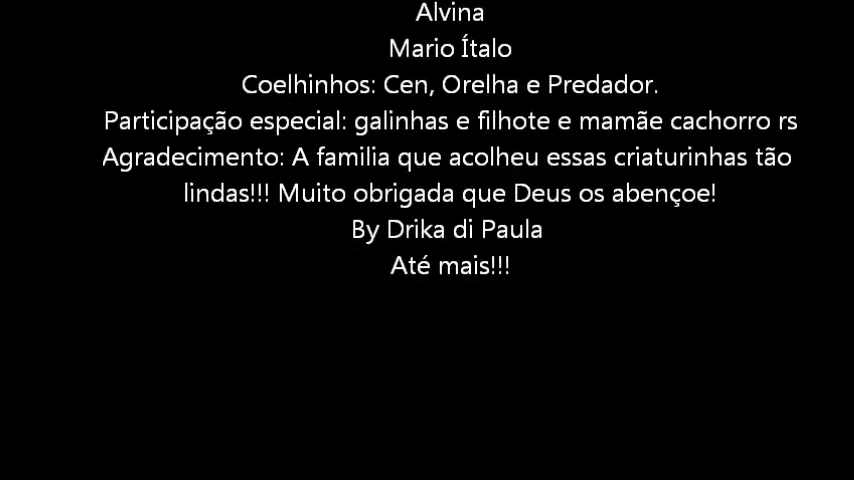 Alvina
Mario Ítalo
Coelhinhos: Cen, Orelha e Predador.
Participação especial: galinhas e filhote e mamãe cachorro rs
Agradecimento: A familia que acolheu essas criaturinhas tão
lindas!!! Muito obrigada que Deus os abençoe!
By Drika di Paula
Até mais!!!